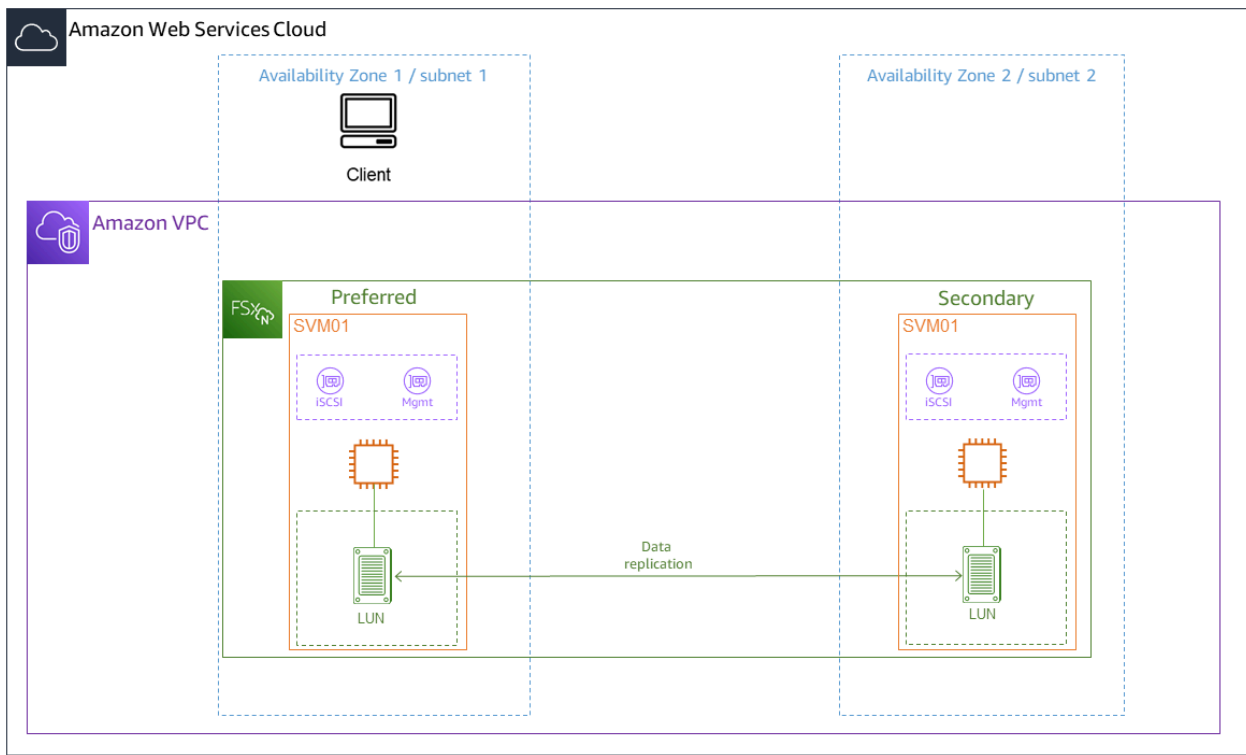 Amazon Web Services Cloud
Availability Zone 1 / subnet 1
Availability Zone 2 / subnet 2
Client
Amazon VPC
FSx
N
Preferred
Secondary
SVM01
SVM01
iSCSI
Mgmt
iSCSI
Mgmt
Data
replication
LUN
LUN